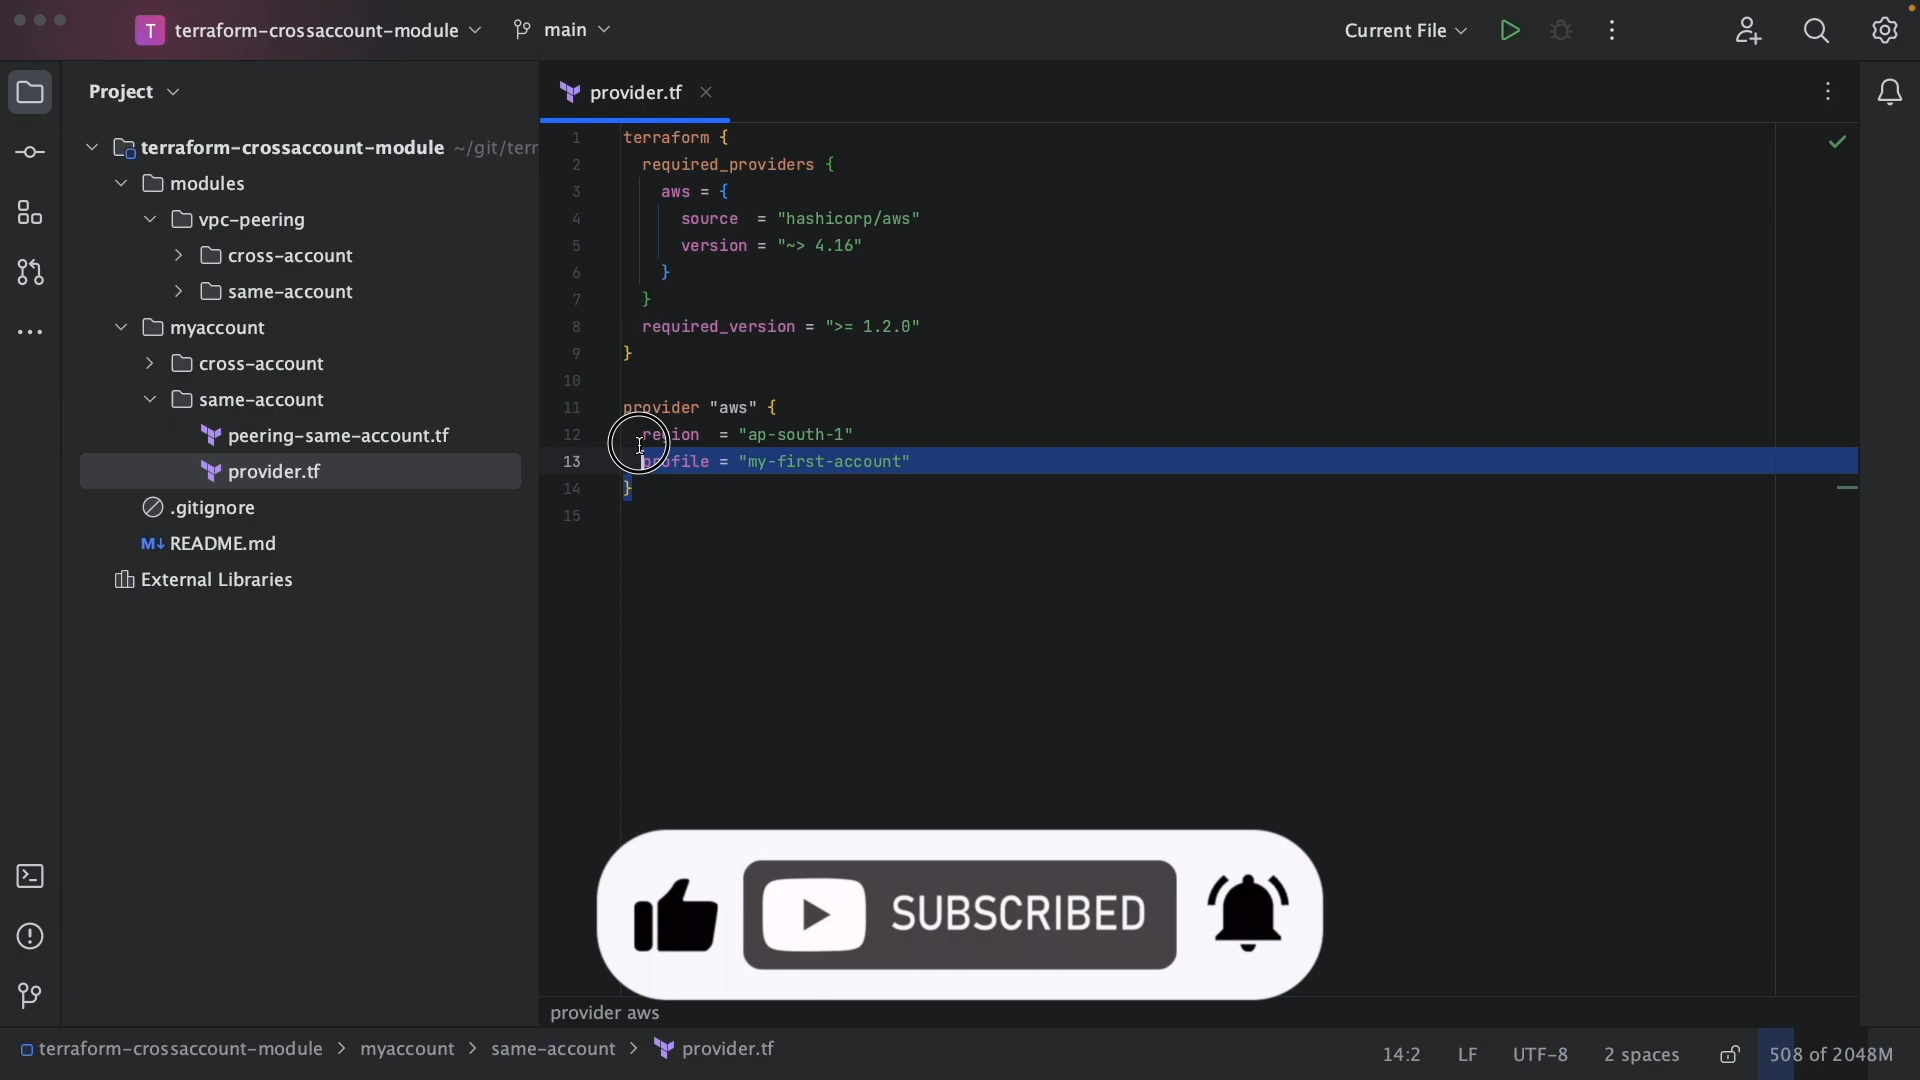 T terraform-crossaccount-module main Current File
Project
terraform-crossaccount-module ~/git/terr
modules
vpc-peering
cross-account
same-account
myaccount
cross-account
same-account
peering-same-account.tf
provider.tf
.gitignore
M↓ README.md
External Libraries
provider.tf
1 terraform {
2 required_providers {
3 aws = {
4 source = "hashicorp/aws"
5 version = "~> 4.16"
6 }
7 }
8 required_version = ">= 1.2.0"
9 }
10
11 provider "aws" {
12 region = "ap-south-1"
13 profile = "my-first-account"
14 }
15
SUBSCRIBED
provider aws
terraform-crossaccount-module > myaccount > same-account > provider.tf
14:2 LF UTF-8 2 spaces 508 of 2048M